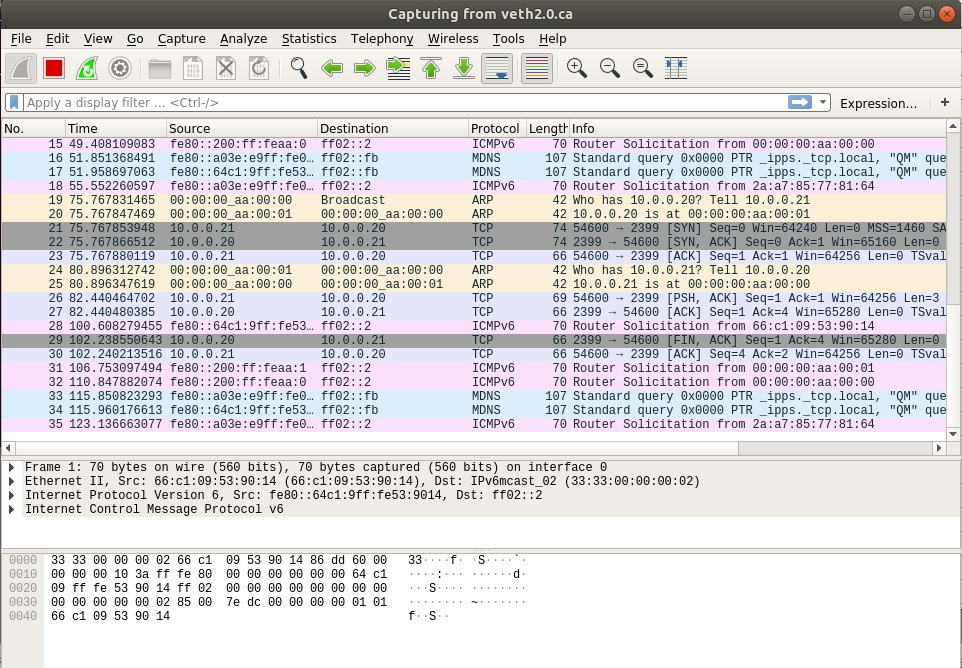 Capturing from veth2.0.ca
File Edit View Go Capture Analyze Statistics Telephony Wireless Tools Help
Apply a display filter ... <Ctrl-/> Expression... +
No. Time Source Destination Protocol Length Info
15 49.408109083 fe80::200:ff:feaa:0 ff02::2 ICMPv6 70 Router Solicitation from 00:00:00:aa:00:00
16 51.851368491 fe80::a03e:e9ff:fe0… ff02::fb MDNS 107 Standard query 0x0000 PTR _ipps._tcp.local, "QM" que
17 51.958697063 fe80::64c1:9ff:fe53… ff02::fb MDNS 107 Standard query 0x0000 PTR _ipps._tcp.local, "QM" que
18 55.552260597 fe80::a03e:e9ff:fe0… ff02::2 ICMPv6 70 Router Solicitation from 2a:a7:85:77:81:64
19 75.767831465 00:00:00_aa:00:00 Broadcast ARP 42 Who has 10.0.0.20? Tell 10.0.0.21
20 75.767847469 00:00:00_aa:00:01 00:00:00_aa:00:00 ARP 42 10.0.0.20 is at 00:00:00:aa:00:01
21 75.767853948 10.0.0.21 10.0.0.20 TCP 74 54600 → 2399 [SYN] Seq=0 Win=64240 Len=0 MSS=1460 SA
22 75.767866512 10.0.0.20 10.0.0.21 TCP 74 2399 → 54600 [SYN, ACK] Seq=0 Ack=1 Win=65160 Len=0
23 75.767880119 10.0.0.21 10.0.0.20 TCP 66 54600 → 2399 [ACK] Seq=1 Ack=1 Win=64256 Len=0 TSval
24 80.896312742 00:00:00_aa:00:01 00:00:00_aa:00:00 ARP 42 Who has 10.0.0.21? Tell 10.0.0.20
25 80.896347619 00:00:00_aa:00:00 00:00:00_aa:00:01 ARP 42 10.0.0.21 is at 00:00:00:aa:00:00
26 82.440464702 10.0.0.21 10.0.0.20 TCP 69 54600 → 2399 [PSH, ACK] Seq=1 Ack=1 Win=64256 Len=3
27 82.440480385 10.0.0.20 10.0.0.21 TCP 66 2399 → 54600 [ACK] Seq=1 Ack=4 Win=65280 Len=0 TSval
28 100.608279455 fe80::64c1:9ff:fe53… ff02::2 ICMPv6 70 Router Solicitation from 66:c1:09:53:90:14
29 102.238550643 10.0.0.20 10.0.0.21 TCP 66 2399 → 54600 [FIN, ACK] Seq=1 Ack=4 Win=65280 Len=0
30 102.240213516 10.0.0.21 10.0.0.20 TCP 66 54600 → 2399 [ACK] Seq=4 Ack=2 Win=64256 Len=0 TSval
31 106.753097494 fe80::200:ff:feaa:1 ff02::2 ICMPv6 70 Router Solicitation from 00:00:00:aa:00:01
32 110.847882074 fe80::200:ff:feaa:0 ff02::2 ICMPv6 70 Router Solicitation from 00:00:00:aa:00:00
33 115.850823293 fe80::a03e:e9ff:fe0… ff02::fb MDNS 107 Standard query 0x0000 PTR _ipps._tcp.local, "QM" que
34 115.960176613 fe80::64c1:9ff:fe53… ff02::fb MDNS 107 Standard query 0x0000 PTR _ipps._tcp.local, "QM" que
35 123.136663077 fe80::a03e:e9ff:fe0… ff02::2 ICMPv6 70 Router Solicitation from 2a:a7:85:77:81:64
Frame 1: 70 bytes on wire (560 bits), 70 bytes captured (560 bits) on interface 0
Ethernet II, Src: 66:c1:09:53:90:14 (66:c1:09:53:90:14), Dst: IPv6mcast_02 (33:33:00:00:00:02)
Internet Protocol Version 6, Src: fe80::64c1:9ff:fe53:9014, Dst: ff02::2
Internet Control Message Protocol v6
0000 33 33 00 00 00 02 66 c1 09 53 90 14 86 dd 60 00 33····f· ·S····`·
0010 00 00 00 10 3a ff fe 80 00 00 00 00 00 00 64 c1 ····:··· ······d·
0020 09 ff fe 53 90 14 ff 02 00 00 00 00 00 00 00 00 ···S···· ········
0030 00 00 00 00 00 02 85 00 7e dc 00 00 00 00 01 01 ········ ~·······
0040 66 c1 09 53 90 14 f··S··